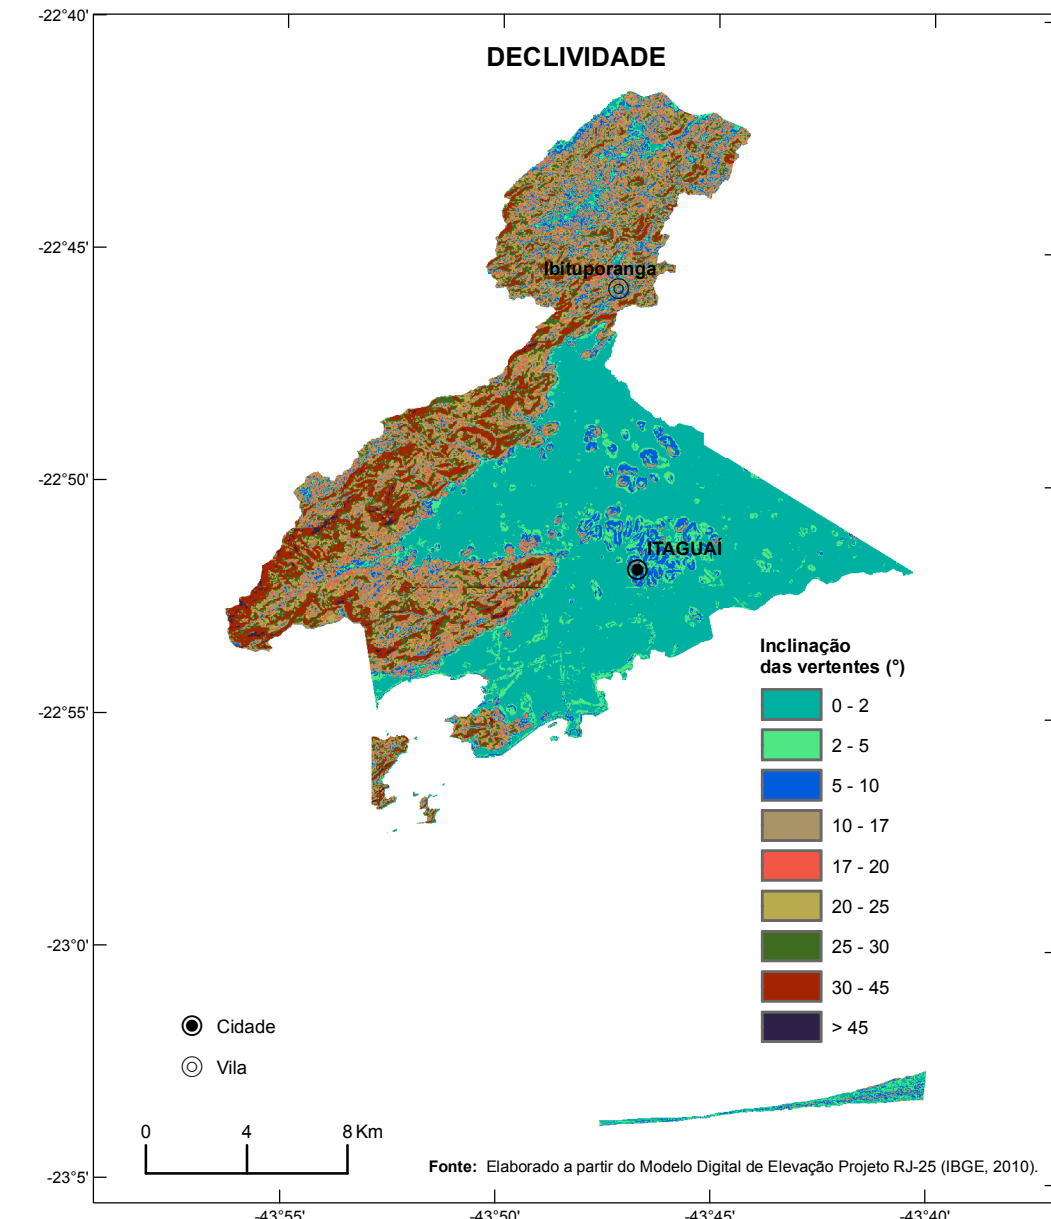 -22°40'
DECLIVIDADE
-22°45'
Ibituporanga
-22°50'
ITAGUAÍ
Inclinação
das vertentes (°)
0 - 2
-22°55'
2 - 5
5 - 10
10 - 17
17 - 20
20 - 25
-23°0'
25 - 30
30 - 45
> 45
Cidade
Vila
0 4 8 Km
Fonte: Elaborado a partir do Modelo Digital de Elevação Projeto RJ-25 (IBGE, 2010).
-23°5'
-43°55' -43°50' -43°45' -43°40'